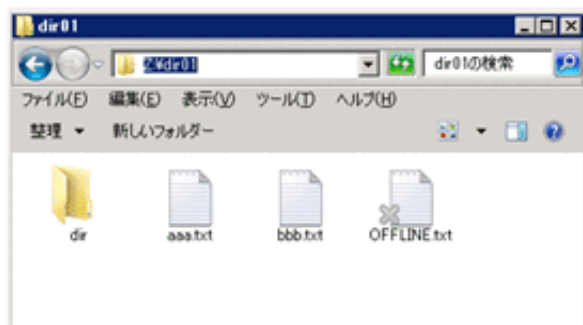 dir01
Z:¥dir01
dir01の検索
ファイル(F) 編集(E) 表示(V) ツール(T) ヘルプ(H)
整理 新しいフォルダー
dir aaa.txt bbb.txt OFFLINE.txt